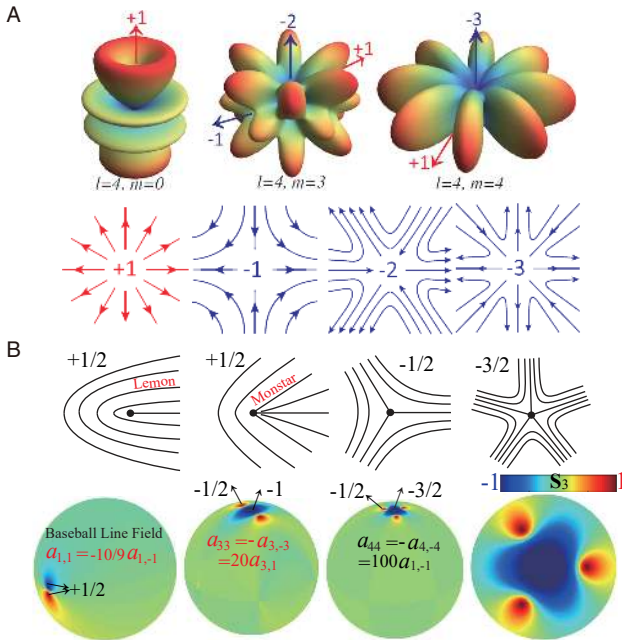 A
+1
-2
+1
-1
-3
+1
l=4, m=0
l=4, m=3
l=4, m=4
+1
-1
-2
-3
B
+1/2
Lemon
+1/2
Monstar
-1/2
-3/2
-1 S₃ 1
-1/2
-1
-1/2
-3/2
Baseball Line Field
a₁,₁=-10/9a₁,₋₁
+1/2
a₃₃=-a₃,₋₃
=20a₃,₁
a₄₄=-a₄,₋₄
=100a₁,₋₁